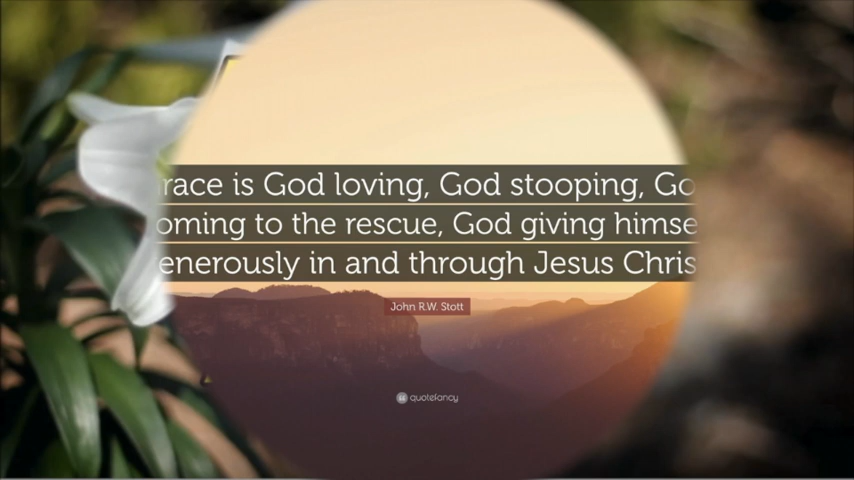 race is God loving, God stooping, Go
oming to the rescue, God giving himse
enerously in and through Jesus Chris
John R.W. Stott
quotefancy